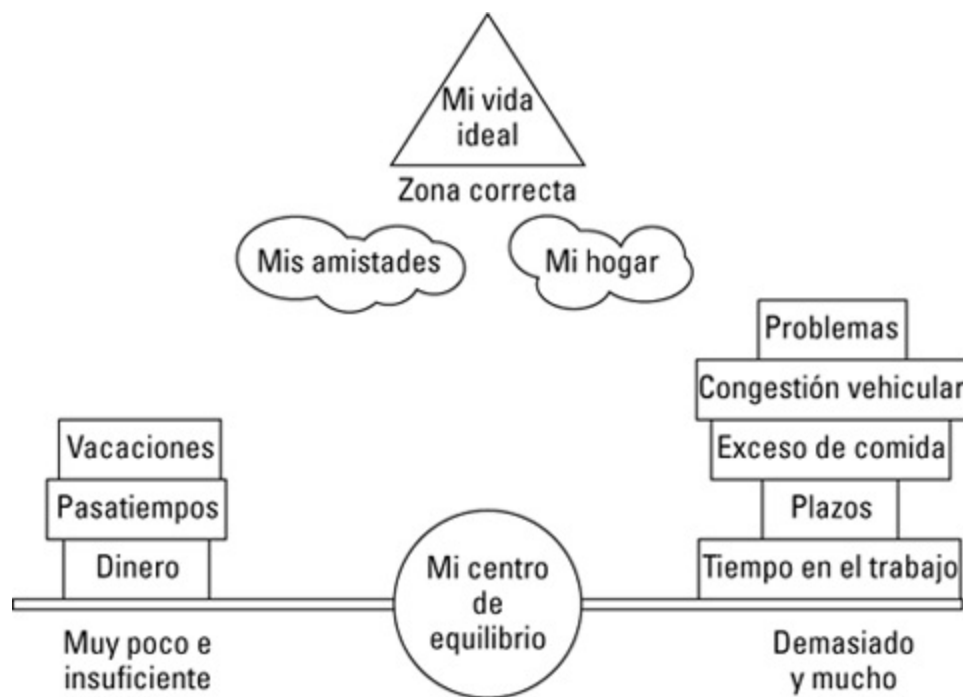 Mi vida
ideal
Zona correcta
Mis amistades
Mi hogar
Problemas
Congestión vehicular
Vacaciones
Exceso de comida
Pasatiempos
Plazos
Dinero
Tiempo en el trabajo
Mi centro
de
equilibrio
Muy poco e
insuficiente
Demasiado
y mucho